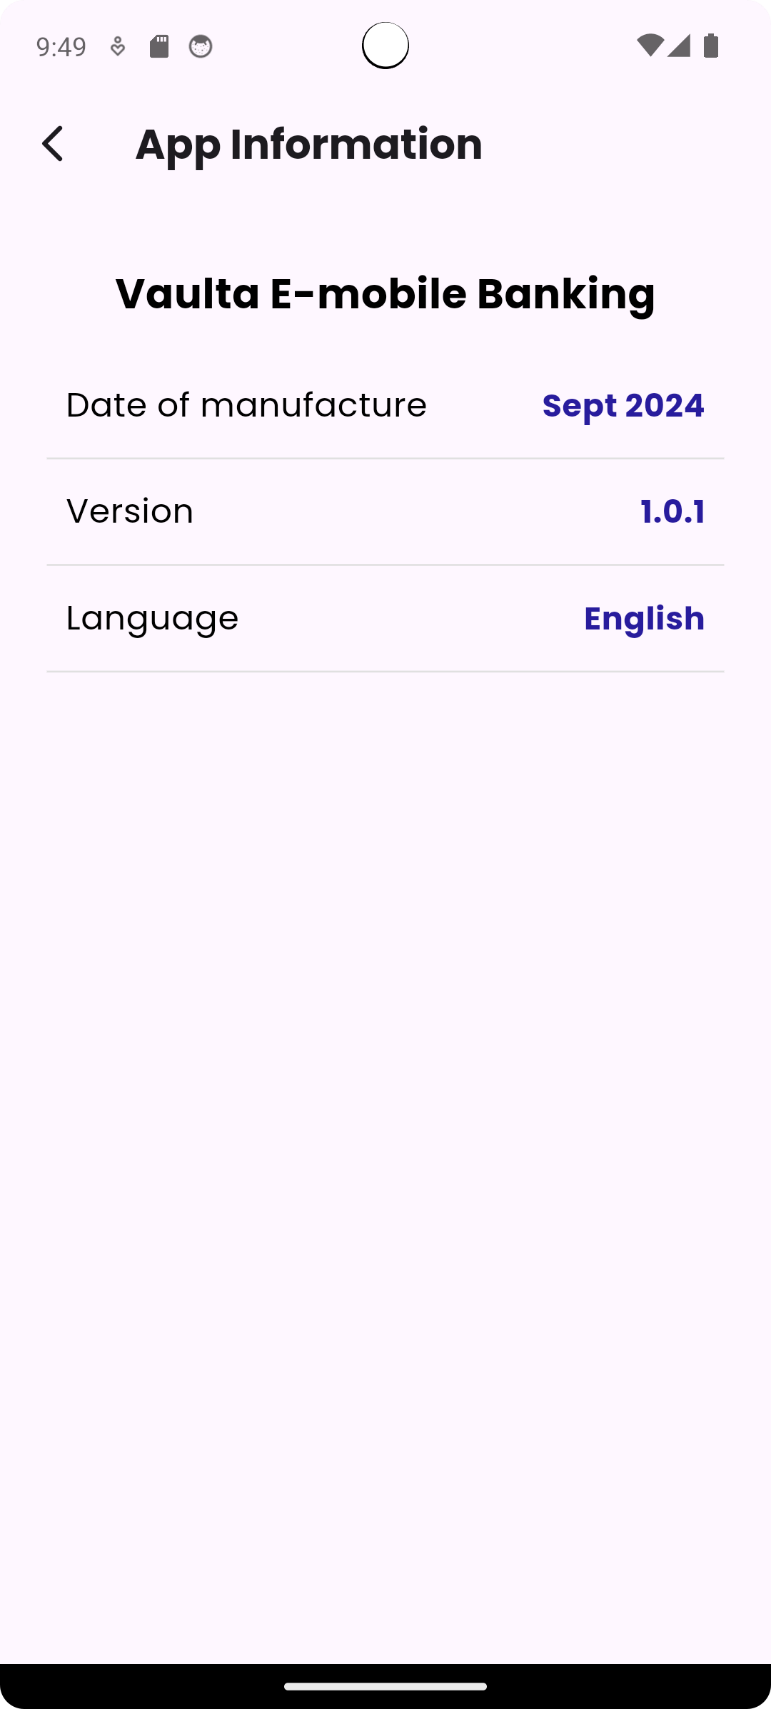 9:49
App Information
Vaulta E-mobile Banking
Date of manufacture Sept 2024
Version 1.0.1
Language English